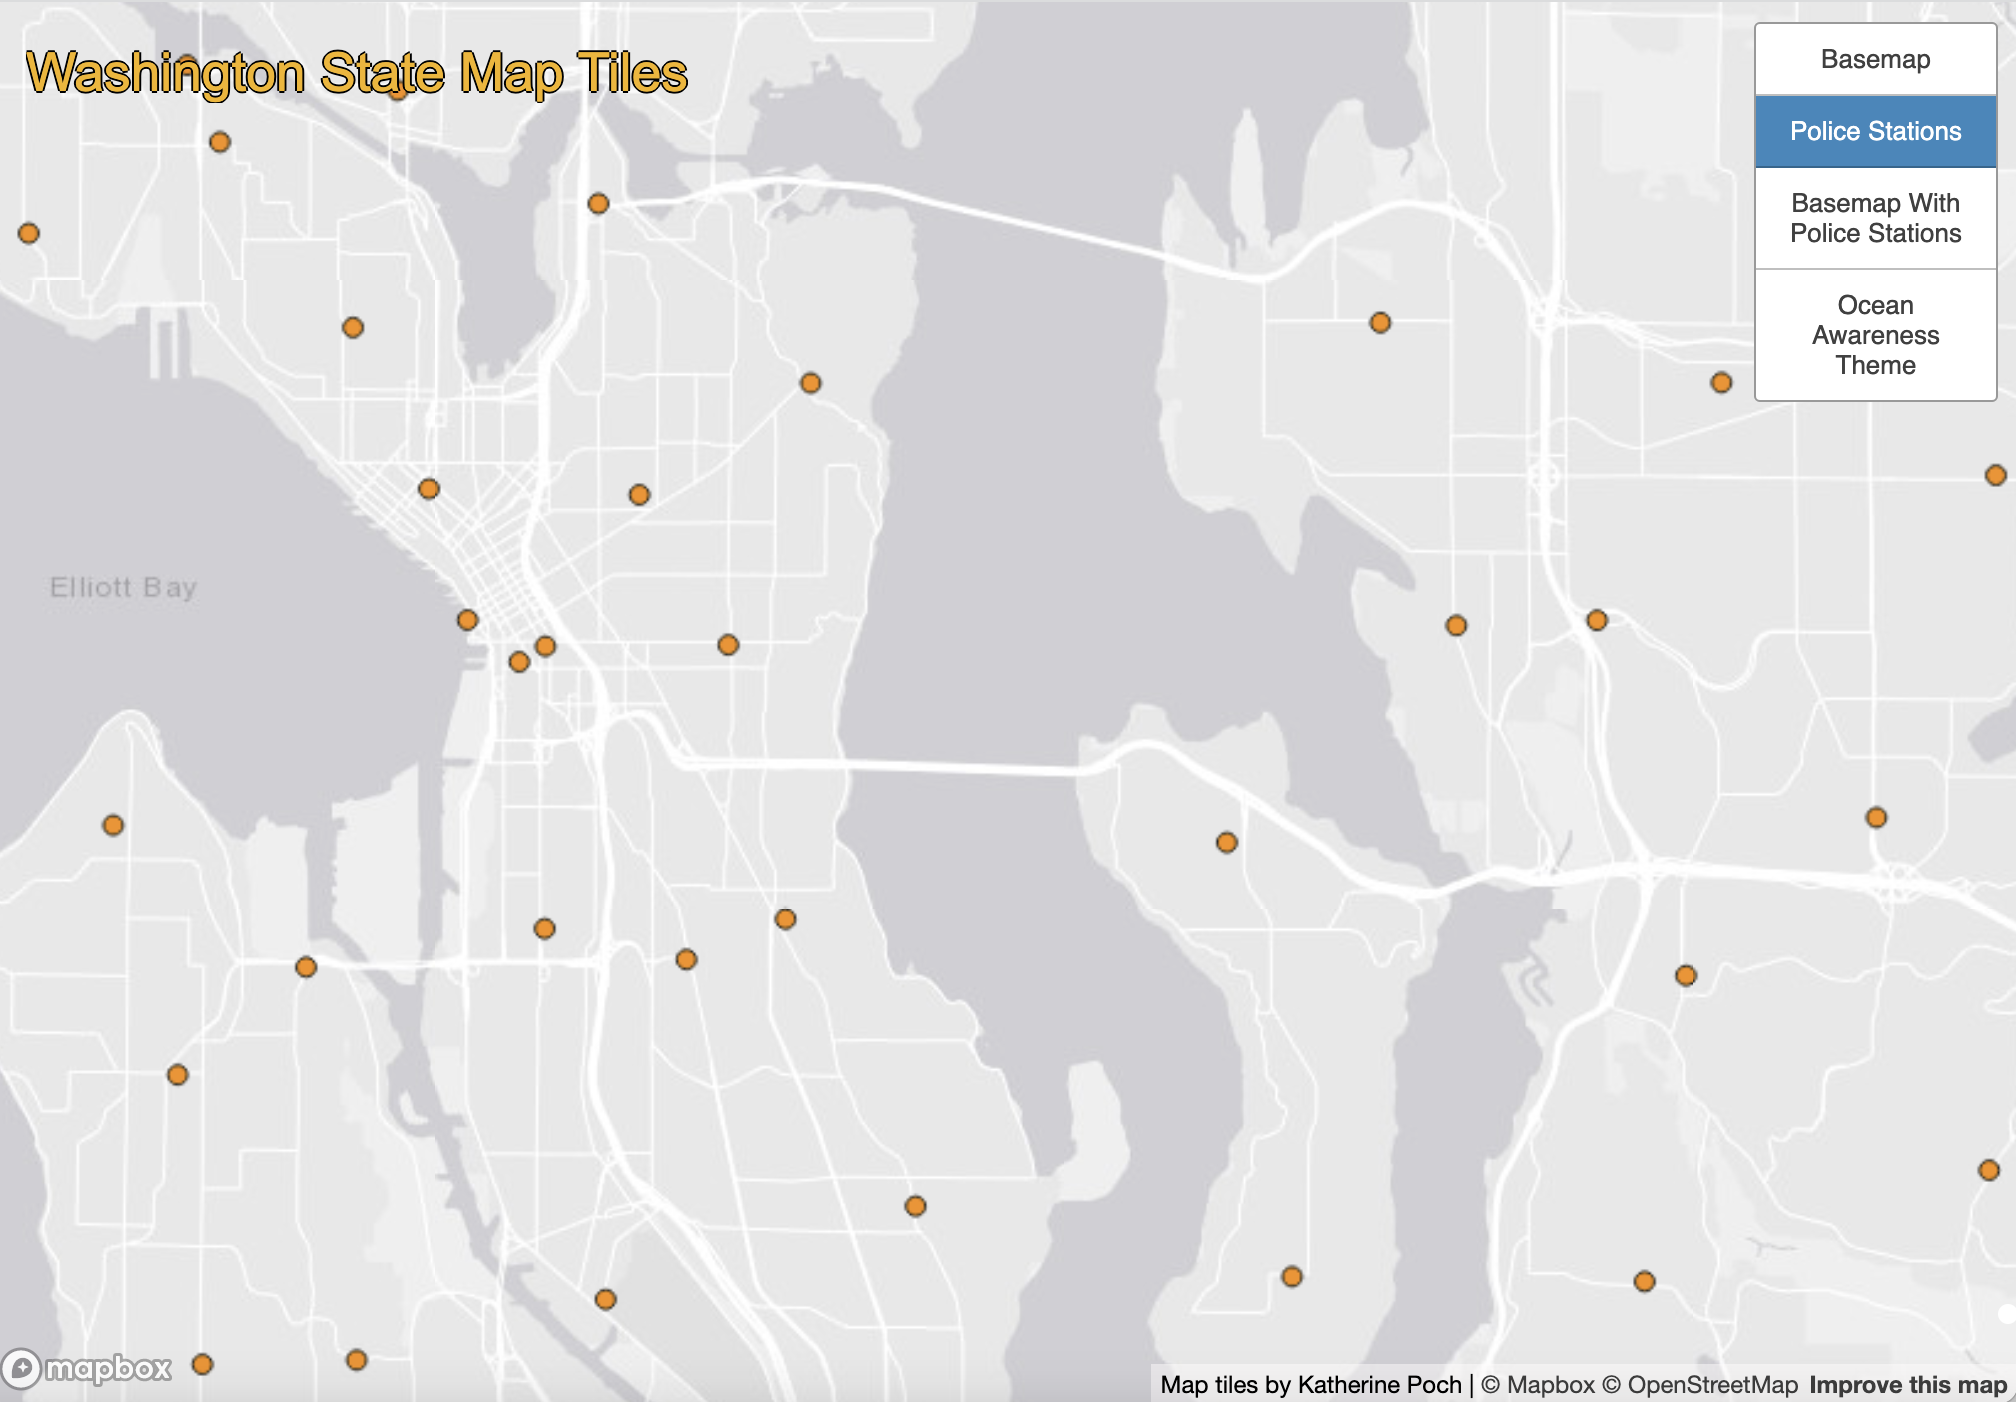 Washington State Map Tiles
Basemap
Police Stations
Basemap With
Police Stations
Ocean
Awareness
Theme
Elliott Bay
mapbox
Map tiles by Katherine Poch | © Mapbox © OpenStreetMap Improve this map